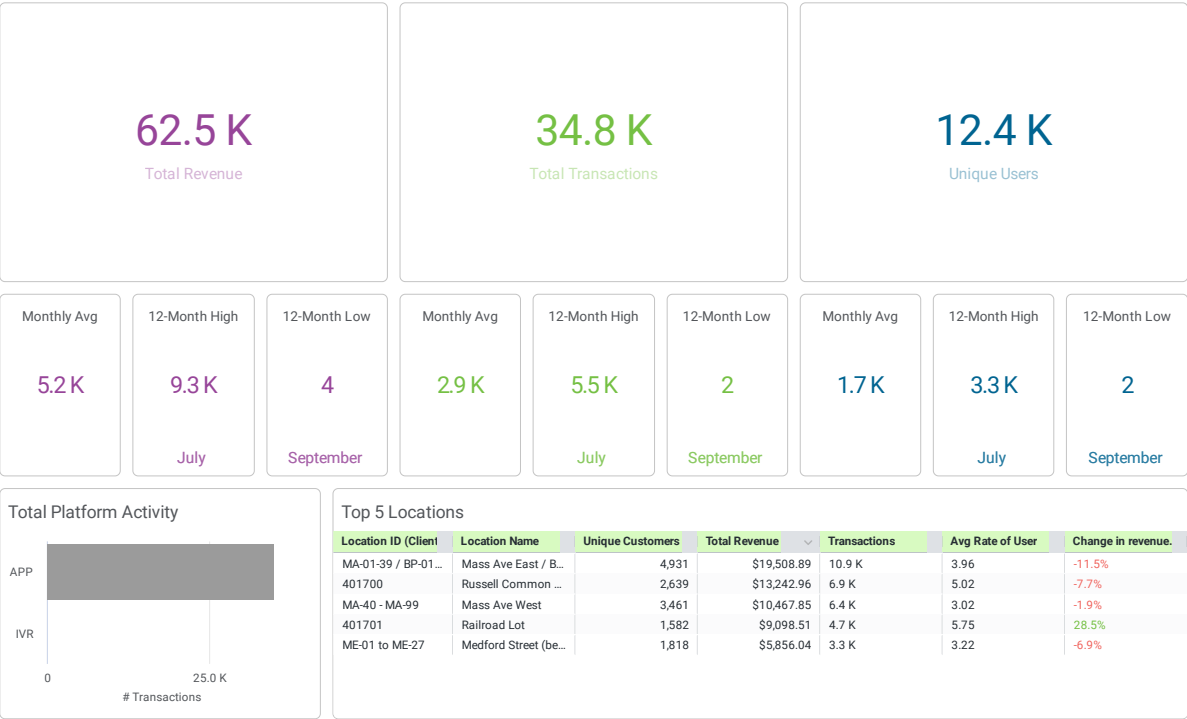 62.5 K
Total Revenue
34.8 K
Total Transactions
12.4 K
Unique Users
Monthly Avg
5.2 K
12-Month High
9.3 K
July
12-Month Low
4
September
Monthly Avg
2.9 K
12-Month High
5.5 K
July
12-Month Low
2
September
Monthly Avg
1.7 K
12-Month High
3.3 K
July
12-Month Low
2
September
Total Platform Activity
APP
IVR
0 25.0 K
# Transactions
Top 5 Locations
Location ID (Client Location Name Unique Customers Total Revenue Transactions Avg Rate of User Change in revenue.
MA-01-39 / BP-01... Mass Ave East / B... 4,931 $19,508.89 10.9 K 3.96 -11.5%
401700 Russell Common ... 2,639 $13,242.96 6.9 K 5.02 -7.7%
MA-40 - MA-99 Mass Ave West 3,461 $10,467.85 6.4 K 3.02 -1.9%
401701 Railroad Lot 1,582 $9,098.51 4.7 K 5.75 28.5%
ME-01 to ME-27 Medford Street (be... 1,818 $5,856.04 3.3 K 3.22 -6.9%